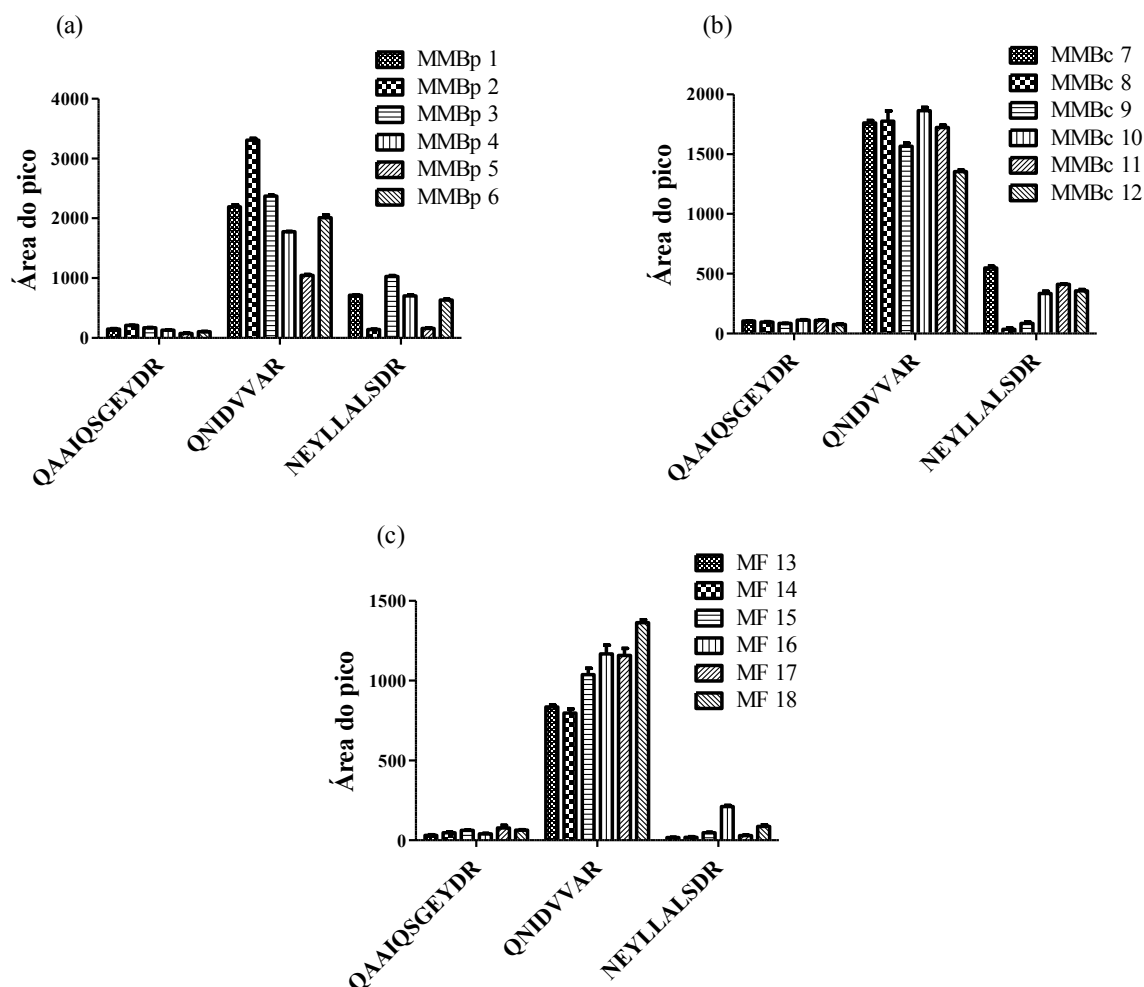 (a)
MMBp 1
MMBp 2
MMBp 3
MMBp 4
MMBp 5
MMBp 6
Área do pico
4000
3000
2000
1000
0
QAAIQSGEYDR
QNIDVVAR
NEYLLALSDR
(b)
MMBc 7
MMBc 8
MMBc 9
MMBc 10
MMBc 11
MMBc 12
Área do pico
2000
1500
1000
500
0
QAAIQSGEYDR
QNIDVVAR
NEYLLALSDR
(c)
MF 13
MF 14
MF 15
MF 16
MF 17
MF 18
Área do pico
1500
1000
500
0
QAAIQSGEYDR
QNIDVVAR
NEYLLALSDR